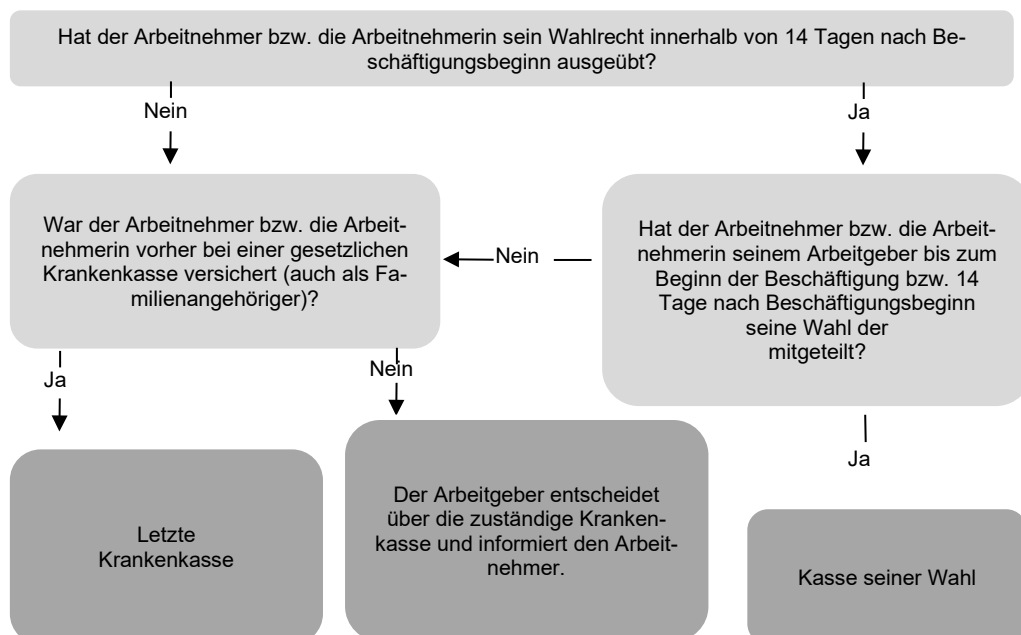 Hat der Arbeitnehmer bzw. die Arbeitnehmerin sein Wahlrecht innerhalb von 14 Tagen nach Be-
schäftigungsbeginn ausgeübt?
Nein
Ja
War der Arbeitnehmer bzw. die Arbeit-
nehmerin vorher bei einer gesetzlichen
Krankenkasse versichert (auch als Fa-
milienangehöriger)?
Nein
Hat der Arbeitnehmer bzw. die Arbeit-
nehmerin seinem Arbeitgeber bis zum
Beginn der Beschäftigung bzw. 14
Tage nach Beschäftigungsbeginn
seine Wahl der
mitgeteilt?
Ja
Nein
Ja
Letzte
Krankenkasse
Der Arbeitgeber entscheidet
über die zuständige Kranken-
kasse und informiert den Arbeit-
nehmer.
Kasse seiner Wahl